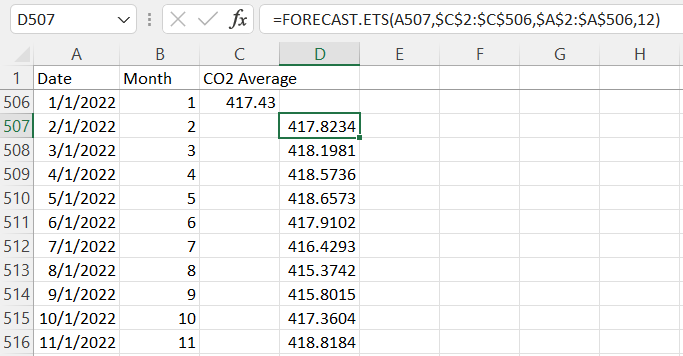 D507 fx =FORECAST.ETS(A507,$C$2:$C$506,$A$2:$A$506,12)
A B C D E F G H
1 Date Month CO2 Average
506 1/1/2022 1 417.43
507 2/1/2022 2 417.8234
508 3/1/2022 3 418.1981
509 4/1/2022 4 418.5736
510 5/1/2022 5 418.6573
511 6/1/2022 6 417.9102
512 7/1/2022 7 416.4293
513 8/1/2022 8 415.3742
514 9/1/2022 9 415.8015
515 10/1/2022 10 417.3604
516 11/1/2022 11 418.8184